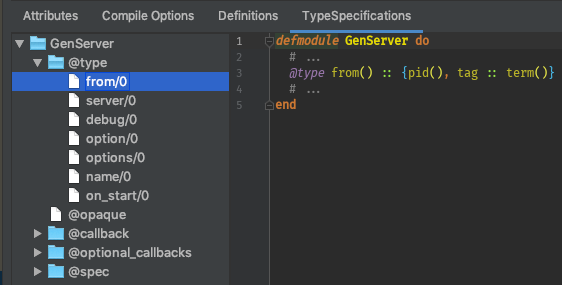 Attributes Compile Options Definitions TypeSpecifications
GenServer
@type
from/0
server/0
debug/0
option/0
options/0
name/0
on_start/0
@opaque
@callback
@optional_callbacks
@spec
1 defmodule GenServer do
2 # ...
3 @type from() :: {pid(), tag :: term()}
4 # ...
5 end